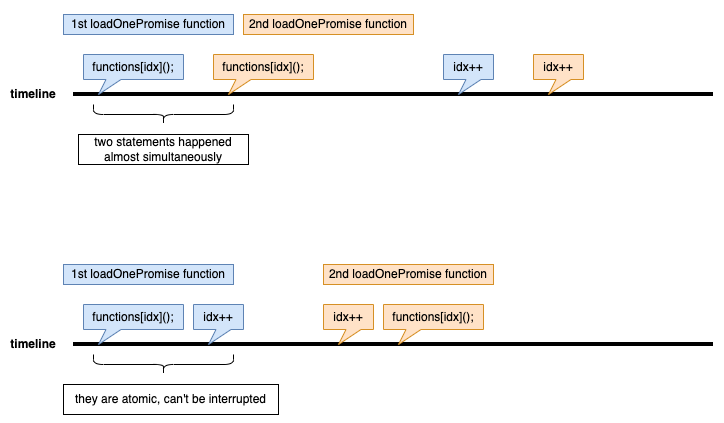 1st loadOnePromise function
2nd loadOnePromise function
functions[idx]();
functions[idx]();
idx++
idx++
timeline
two statements happened
almost simultaneously
1st loadOnePromise function
2nd loadOnePromise function
functions[idx]();
idx++
idx++
functions[idx]();
timeline
they are atomic, can't be interrupted